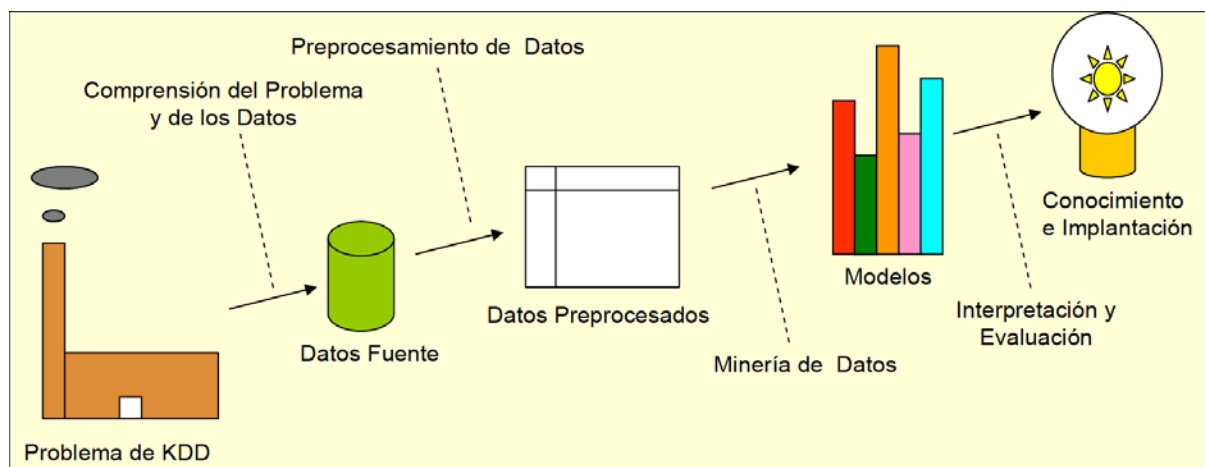 Preprocesamiento de Datos
Comprensión del Problema
y de los Datos
Conocimiento
e Implantación
Modelos
Datos Preprocesados
Interpretación y
Evaluación
Datos Fuente
Minería de Datos
Problema de KDD